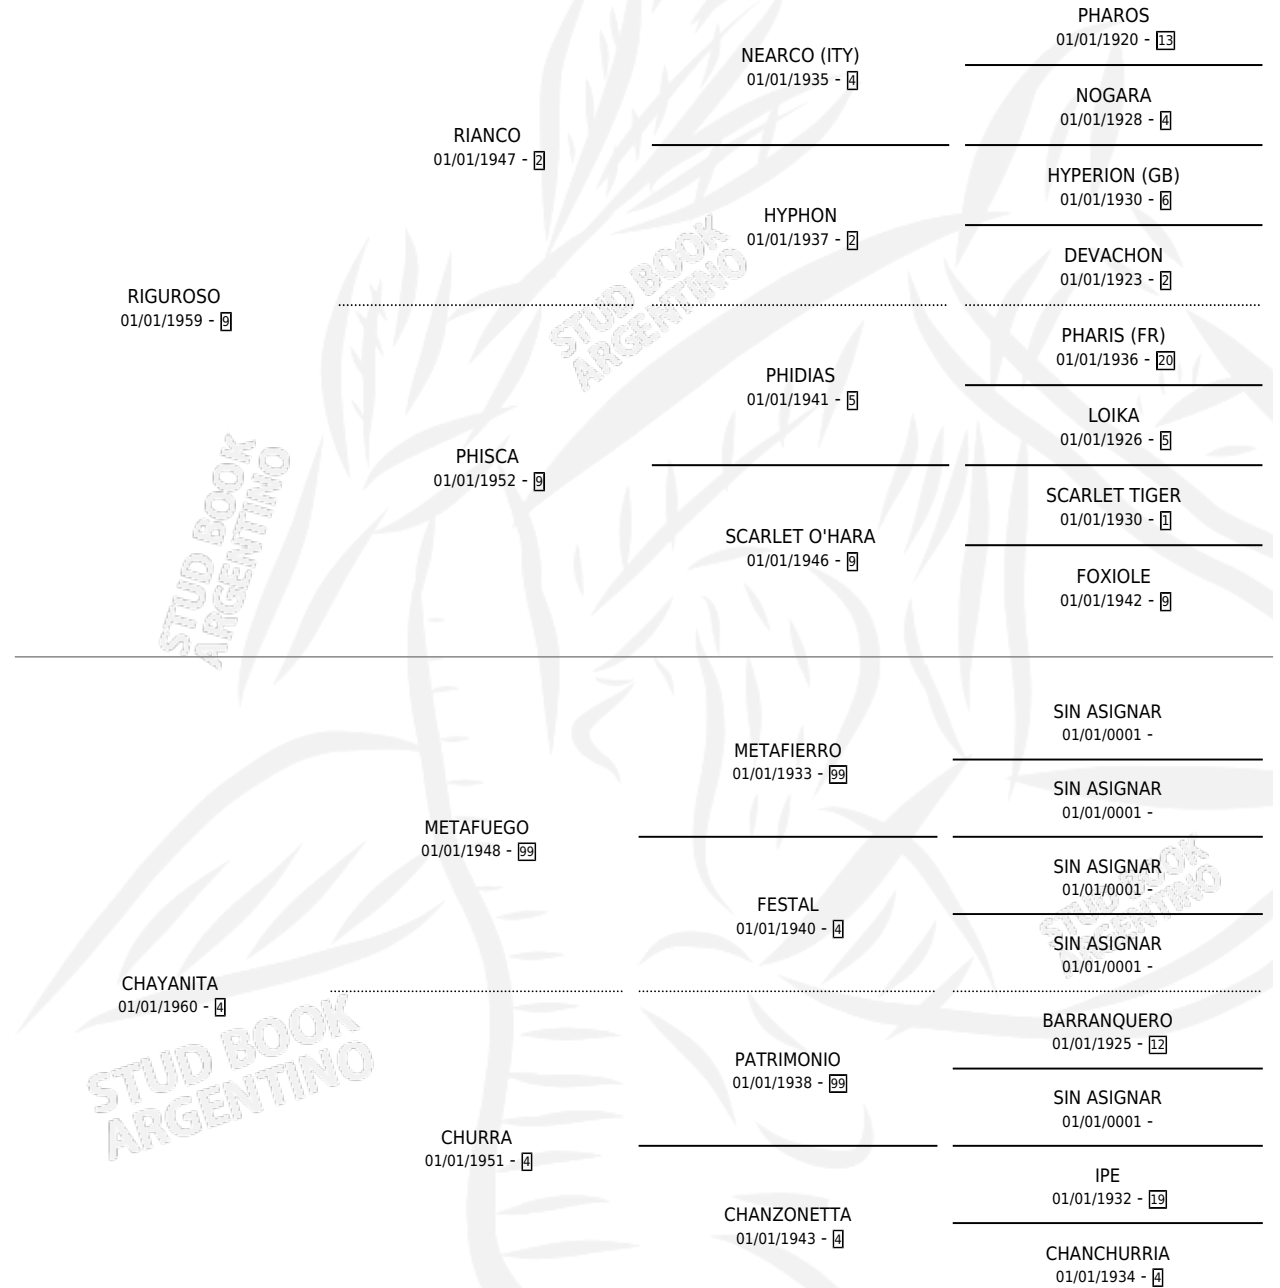 PHAROS
01/01/1920 - 13
NEARCO (ITY)
01/01/1935 - 4
NOGARA
01/01/1928 - 4
RIANCO
01/01/1947 - 2
HYPERION (GB)
01/01/1930 - 6
HYPHON
01/01/1937 - 2
DEVACHON
01/01/1923 - 2
RIGUROSO
01/01/1959 - 9
PHARIS (FR)
01/01/1936 - 20
PHIDIAS
01/01/1941 - 5
LOIKA
01/01/1926 - 5
PHISCA
01/01/1952 - 9
SCARLET TIGER
01/01/1930 - 1
SCARLET O'HARA
01/01/1946 - 9
FOXIOLE
01/01/1942 - 9
STUD BOOK
ARGENTINO
STUD BOOK
ARGENTINO
SIN ASIGNAR
01/01/0001 -
METAFIERRO
01/01/1933 - 99
SIN ASIGNAR
01/01/0001 -
METAFUEGO
01/01/1948 - 99
SIN ASIGNAR
01/01/0001 -
FESTAL
01/01/1940 - 4
SIN ASIGNAR
01/01/0001 -
STUD BOOK
ARGENTINO
CHAYANITA
01/01/1960 - 4
BARRANQUERO
01/01/1925 - 12
PATRIMONIO
01/01/1938 - 99
SIN ASIGNAR
01/01/0001 -
STUD BOOK
ARGENTINO
CHURRA
01/01/1951 - 4
IPE
01/01/1932 - 19
CHANZONETTA
01/01/1943 - 4
CHANCHURRIA
01/01/1934 - 4